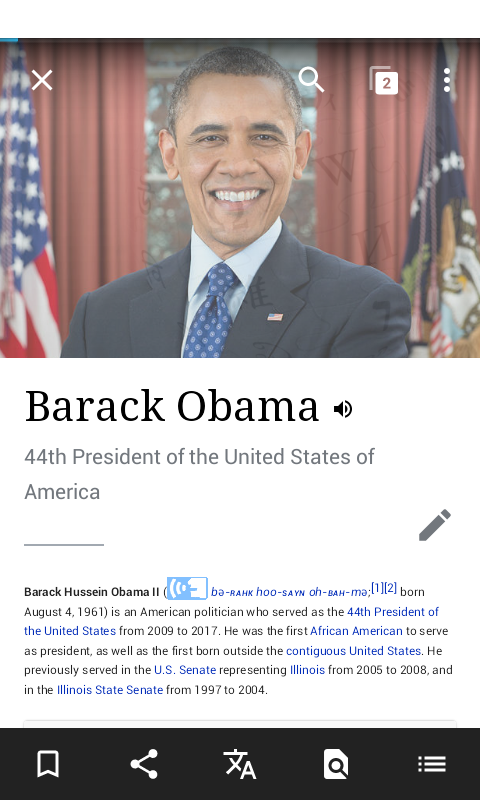 2
Barack Obama
44th President of the United States of
America
Barack Hussein Obama II ( bə-RAHK hoo-SAYN oh-BAH-mə;[1][2] born
August 4, 1961) is an American politician who served as the 44th President of
the United States from 2009 to 2017. He was the first African American to serve
as president, as well as the first born outside the contiguous United States. He
previously served in the U.S. Senate representing Illinois from 2005 to 2008, and
in the Illinois State Senate from 1997 to 2004.